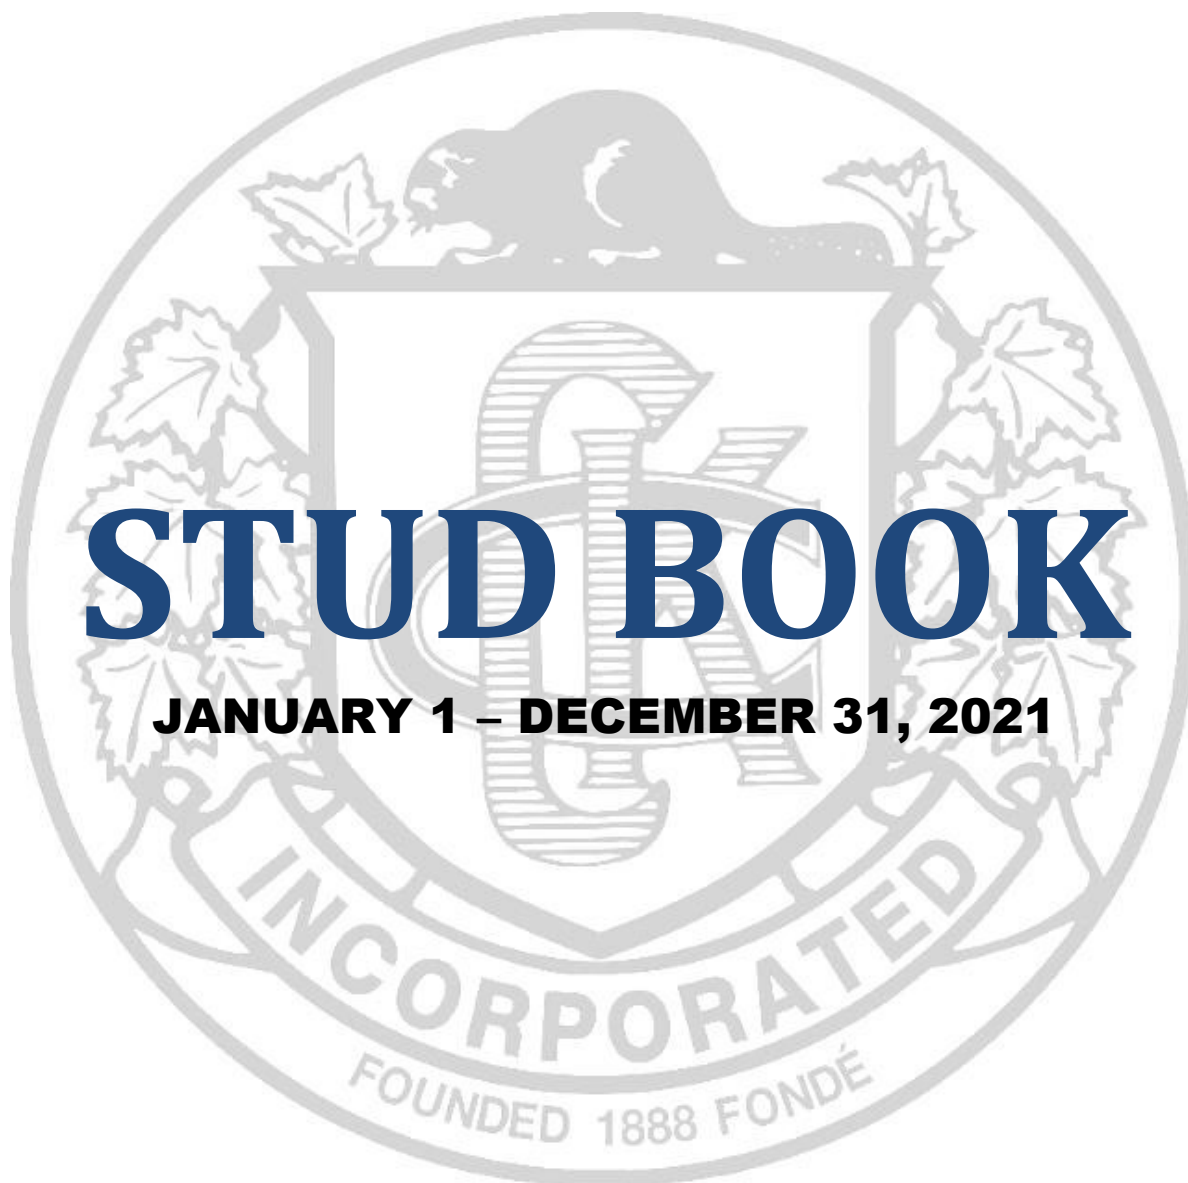 CKC
STUD BOOK
JANUARY 1 – DECEMBER 31, 2021
INCORPORATED
FOUNDED 1888 FONDÉ